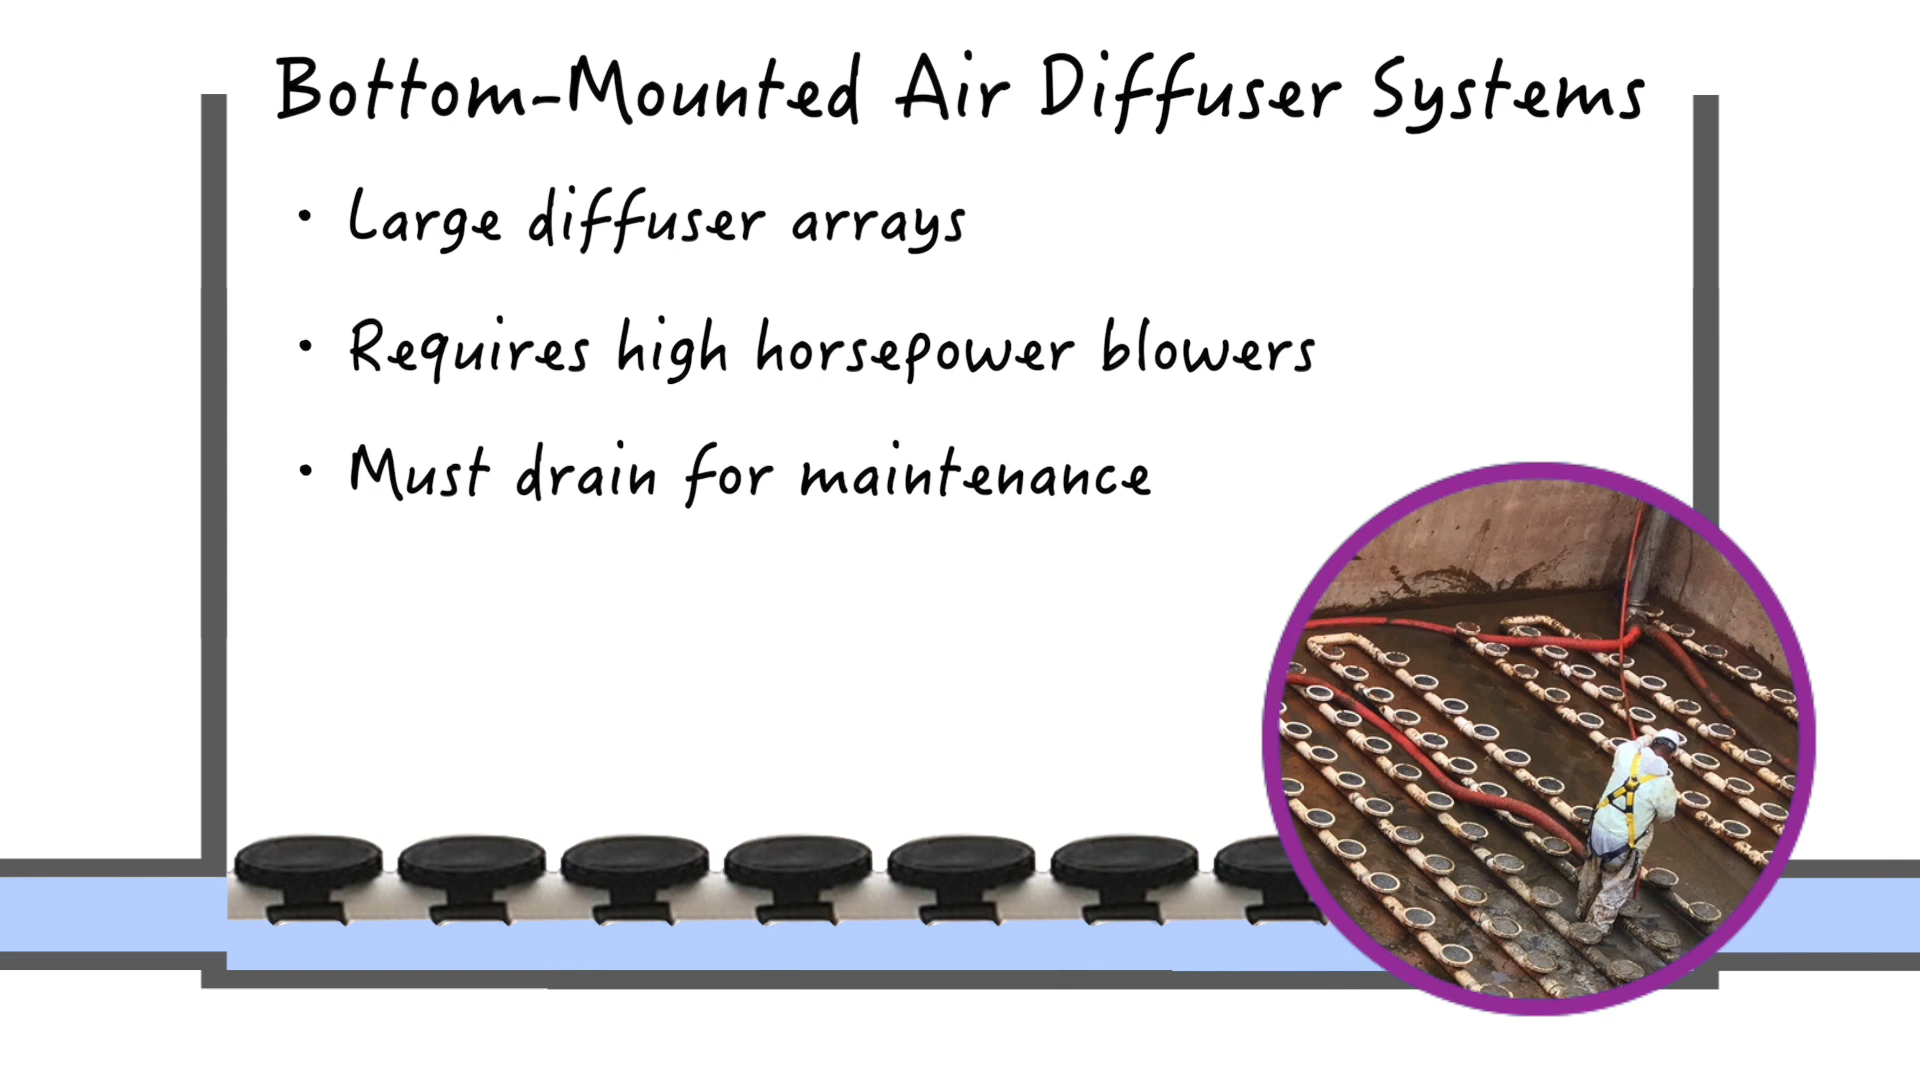 Bottom-Mounted Air Diffuser Systems
• Large diffuser arrays
• Requires high horsepower blowers
• Must drain for maintenance